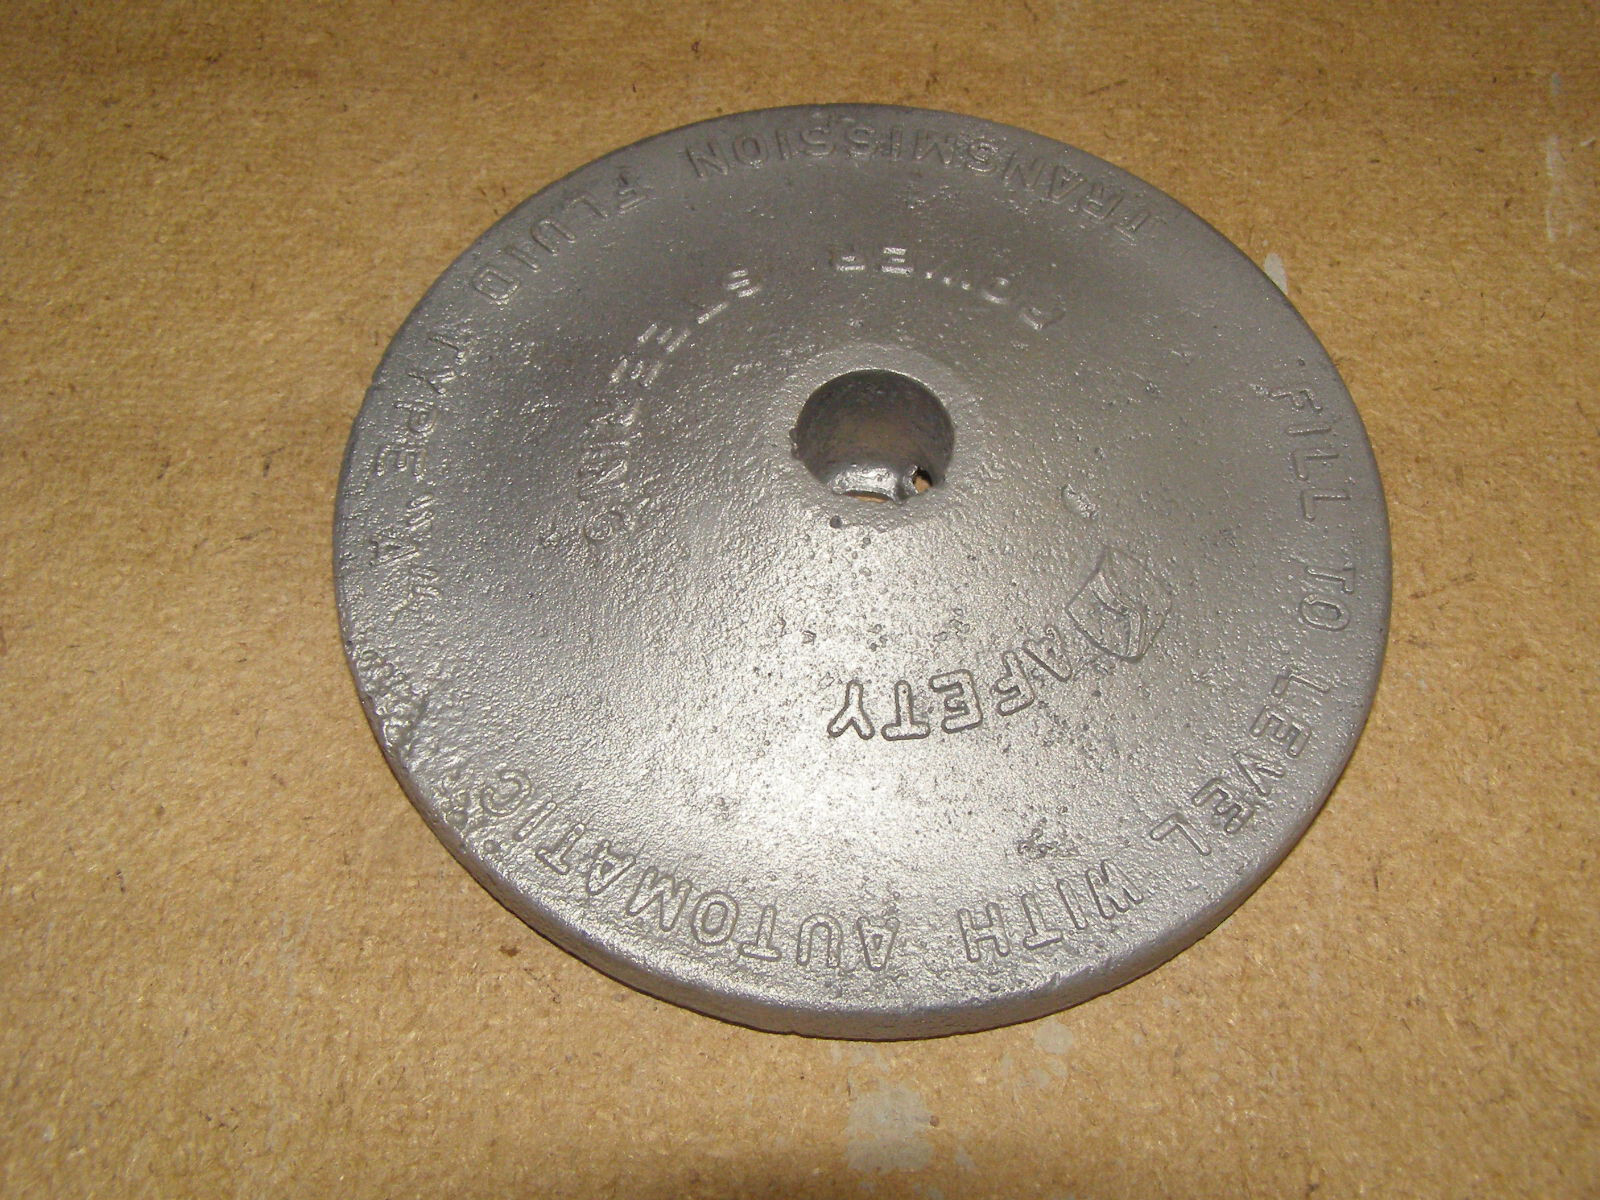 FILL TO LEVEL WITH AUTOMATIC
TRANSMISSION FLUID TYPE "A"
SAFETY
POWER STEERING